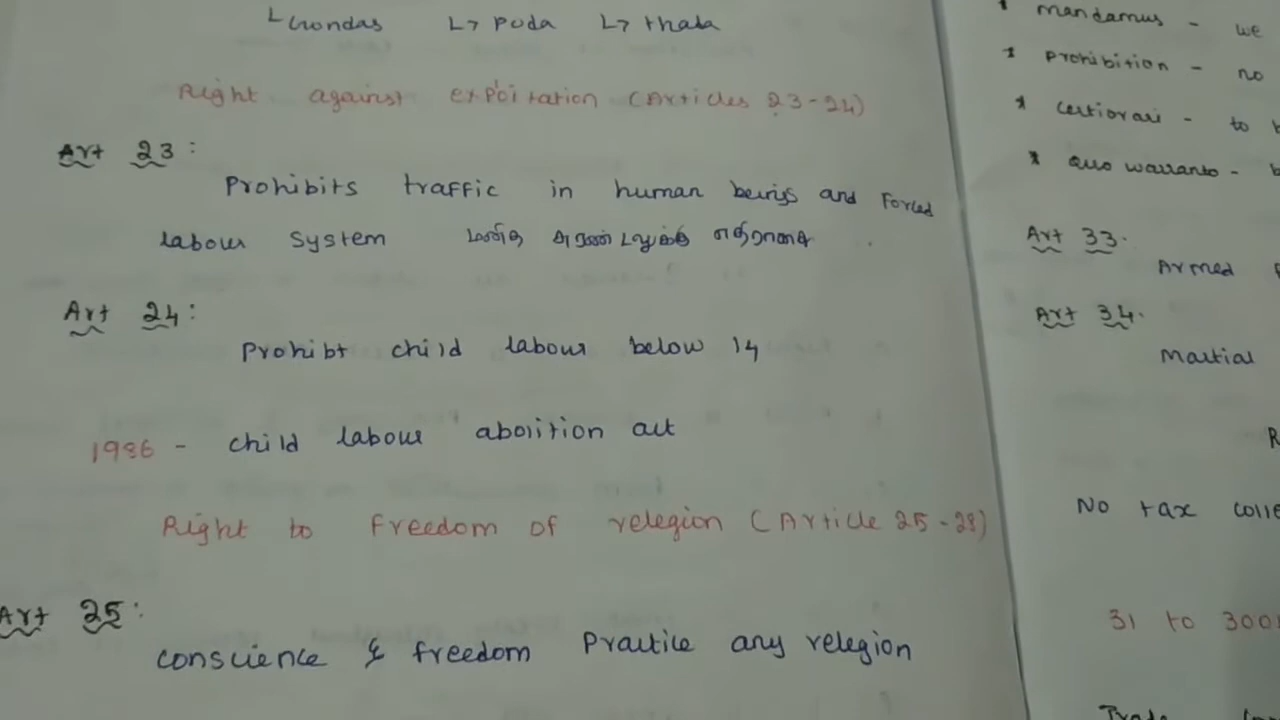 ↳ Gondas ↳ PODA ↳ thada
Right against exploitation (Articles 23-24)
Art 23:
Prohibits traffic in human beings and Forced
labour system மனித
Art 24:
Prohibt child labour below 14
1986 - child labour abolition act
Right to Freedom of relegion (Article 25-28)
Art 25:
conscience & freedom Practice any relegion
* mandamus - we
* Prohibition - no
* certiorari - to
* Quo warranto -
Art 33.
Armed
Art 34.
Martial
R
No tax colle
31 to 300